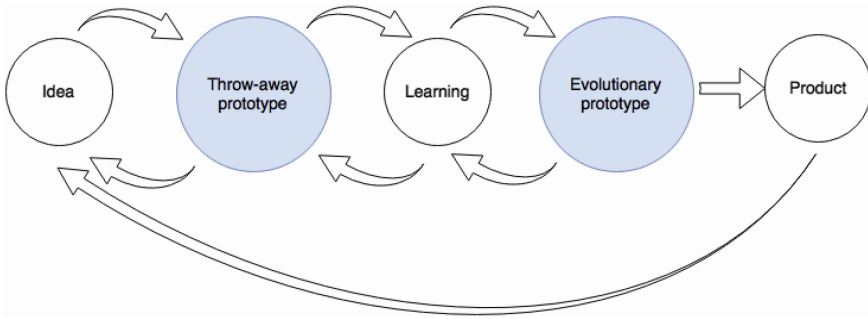 Idea
Throw-away
prototype
Learning
Evolutionary
prototype
Product